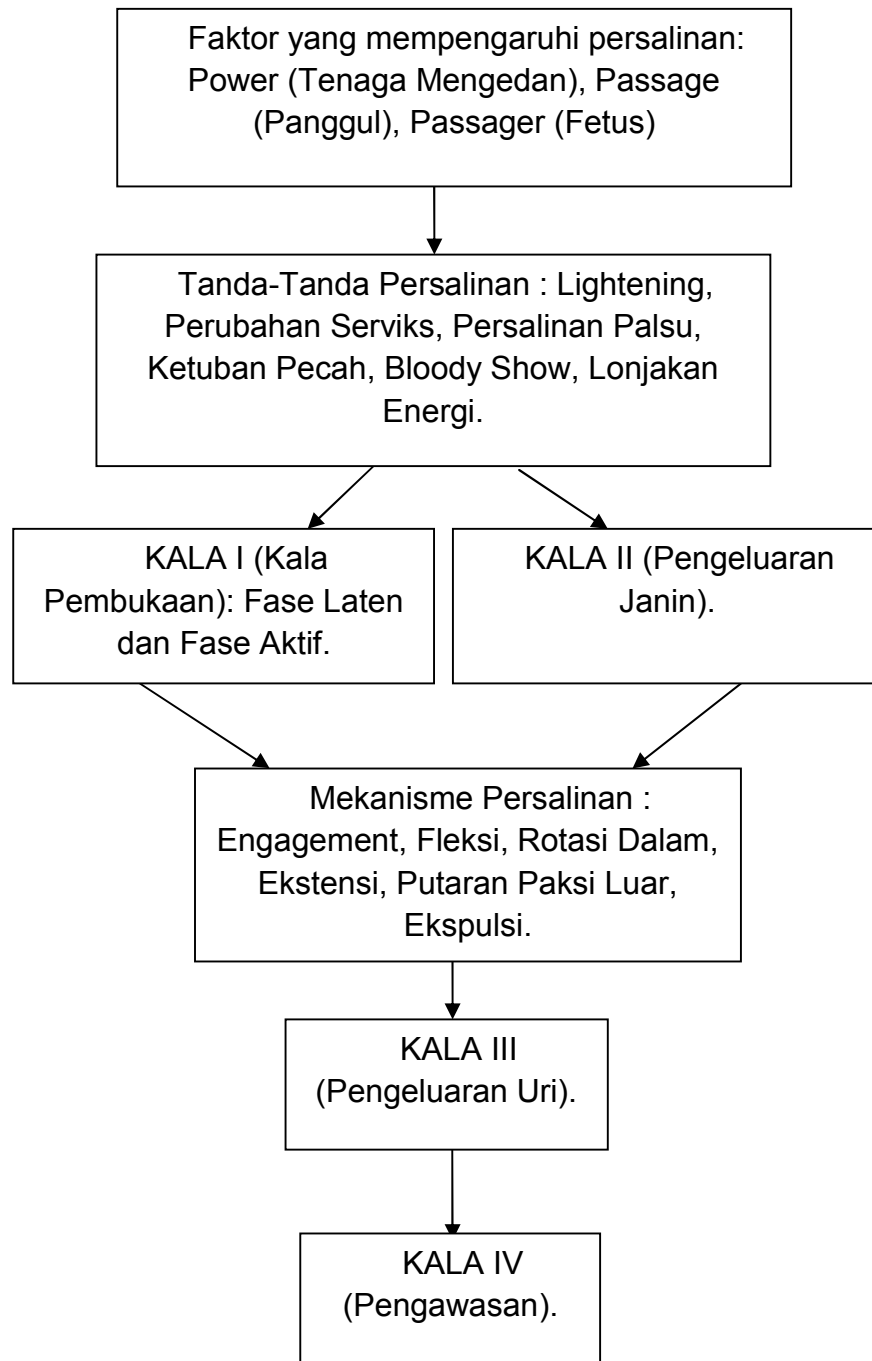 Faktor yang mempengaruhi persalinan:
Power (Tenaga Mengedan), Passage
(Panggul), Passager (Fetus)
Tanda-Tanda Persalinan : Lightening,
Perubahan Serviks, Persalinan Palsu,
Ketuban Pecah, Bloody Show, Lonjakan
Energi.
KALA I (Kala
Pembukaan): Fase Laten
dan Fase Aktif.
KALA II (Pengeluaran
Janin).
Mekanisme Persalinan :
Engagement, Fleksi, Rotasi Dalam,
Ekstensi, Putaran Paksi Luar,
Ekspulsi.
KALA III
(Pengeluaran Uri).
KALA IV
(Pengawasan).